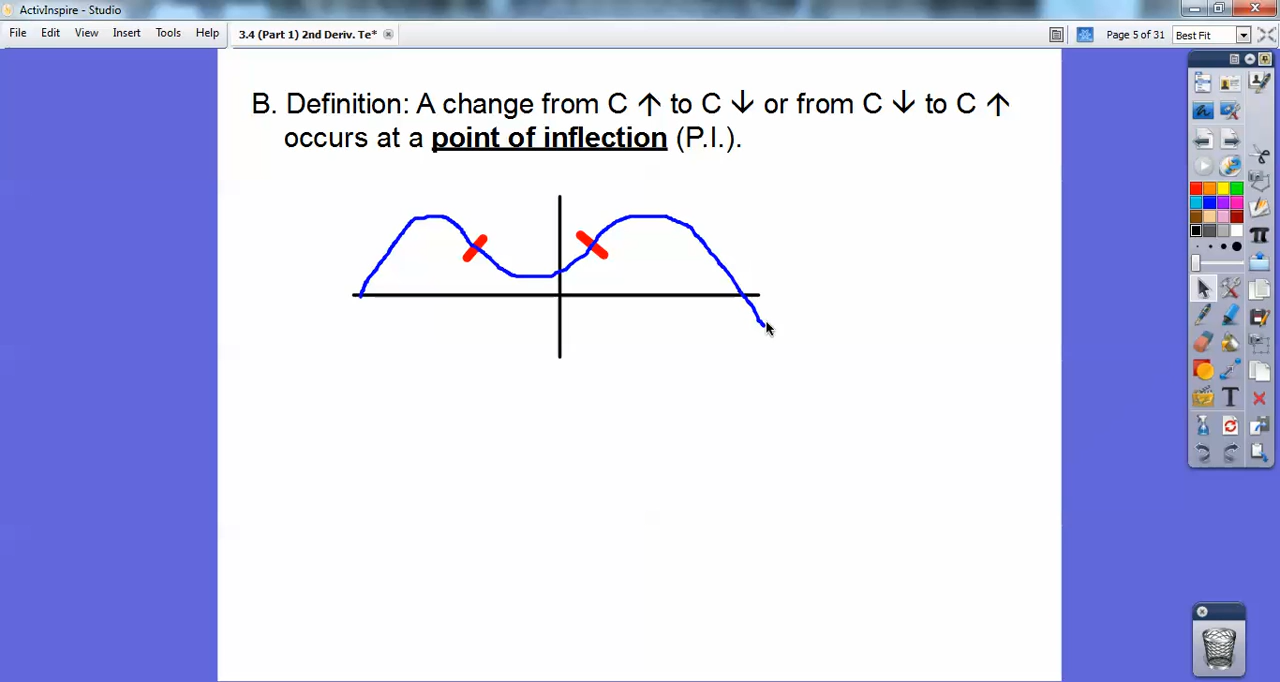 ActivInspire - Studio
File Edit View Insert Tools Help
3.4 (Part 1) 2nd Deriv. Te*
Page 5 of 31
Best Fit
B. Definition: A change from C ↑ to C ↓ or from C ↓ to C ↑
occurs at a point of inflection (P.I.).